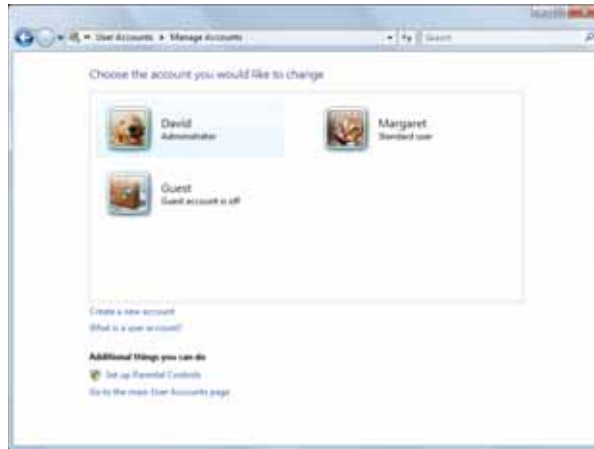 User Accounts ▸ Manage Accounts
Search
Choose the account you would like to change
David
Administrator
Margaret
Standard user
Guest
Guest account is off
Create a new account
What is a user account?
Additional things you can do
Set up Parental Controls
Go to the main User Accounts page